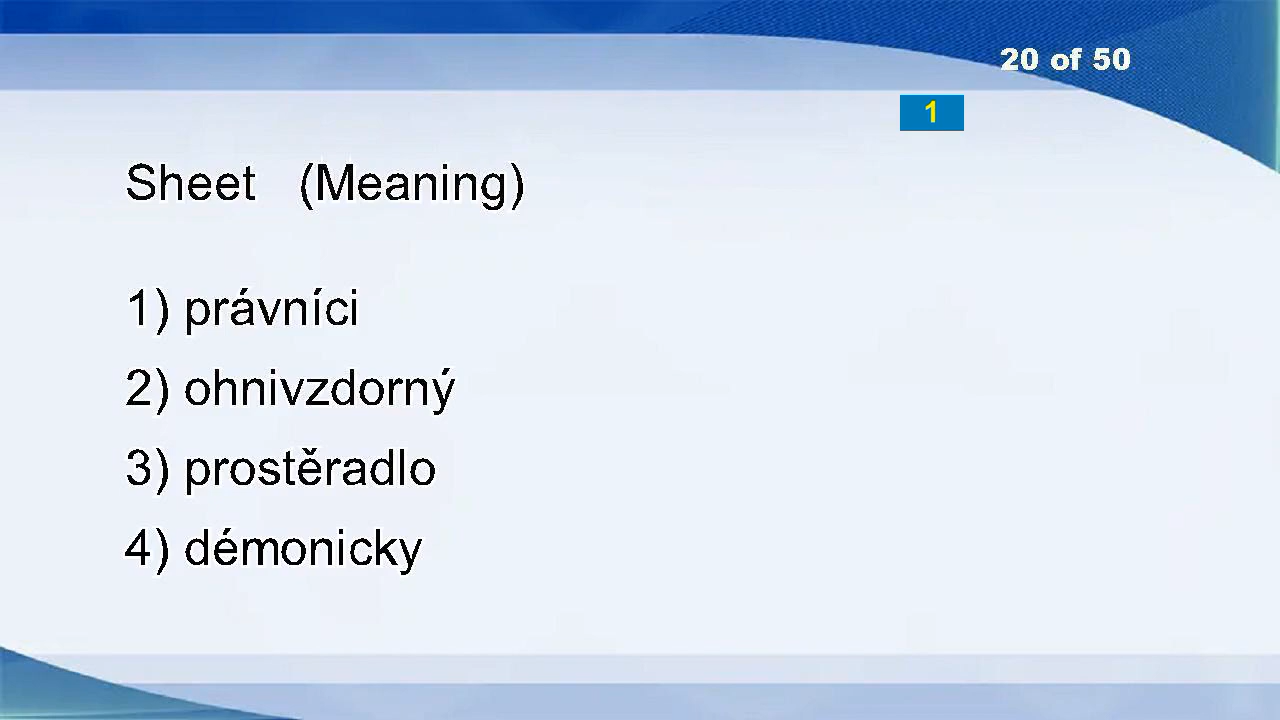 20 of 50
1
Sheet (Meaning)
1) právníci
2) ohnivzdorný
3) prostěradlo
4) démonicky